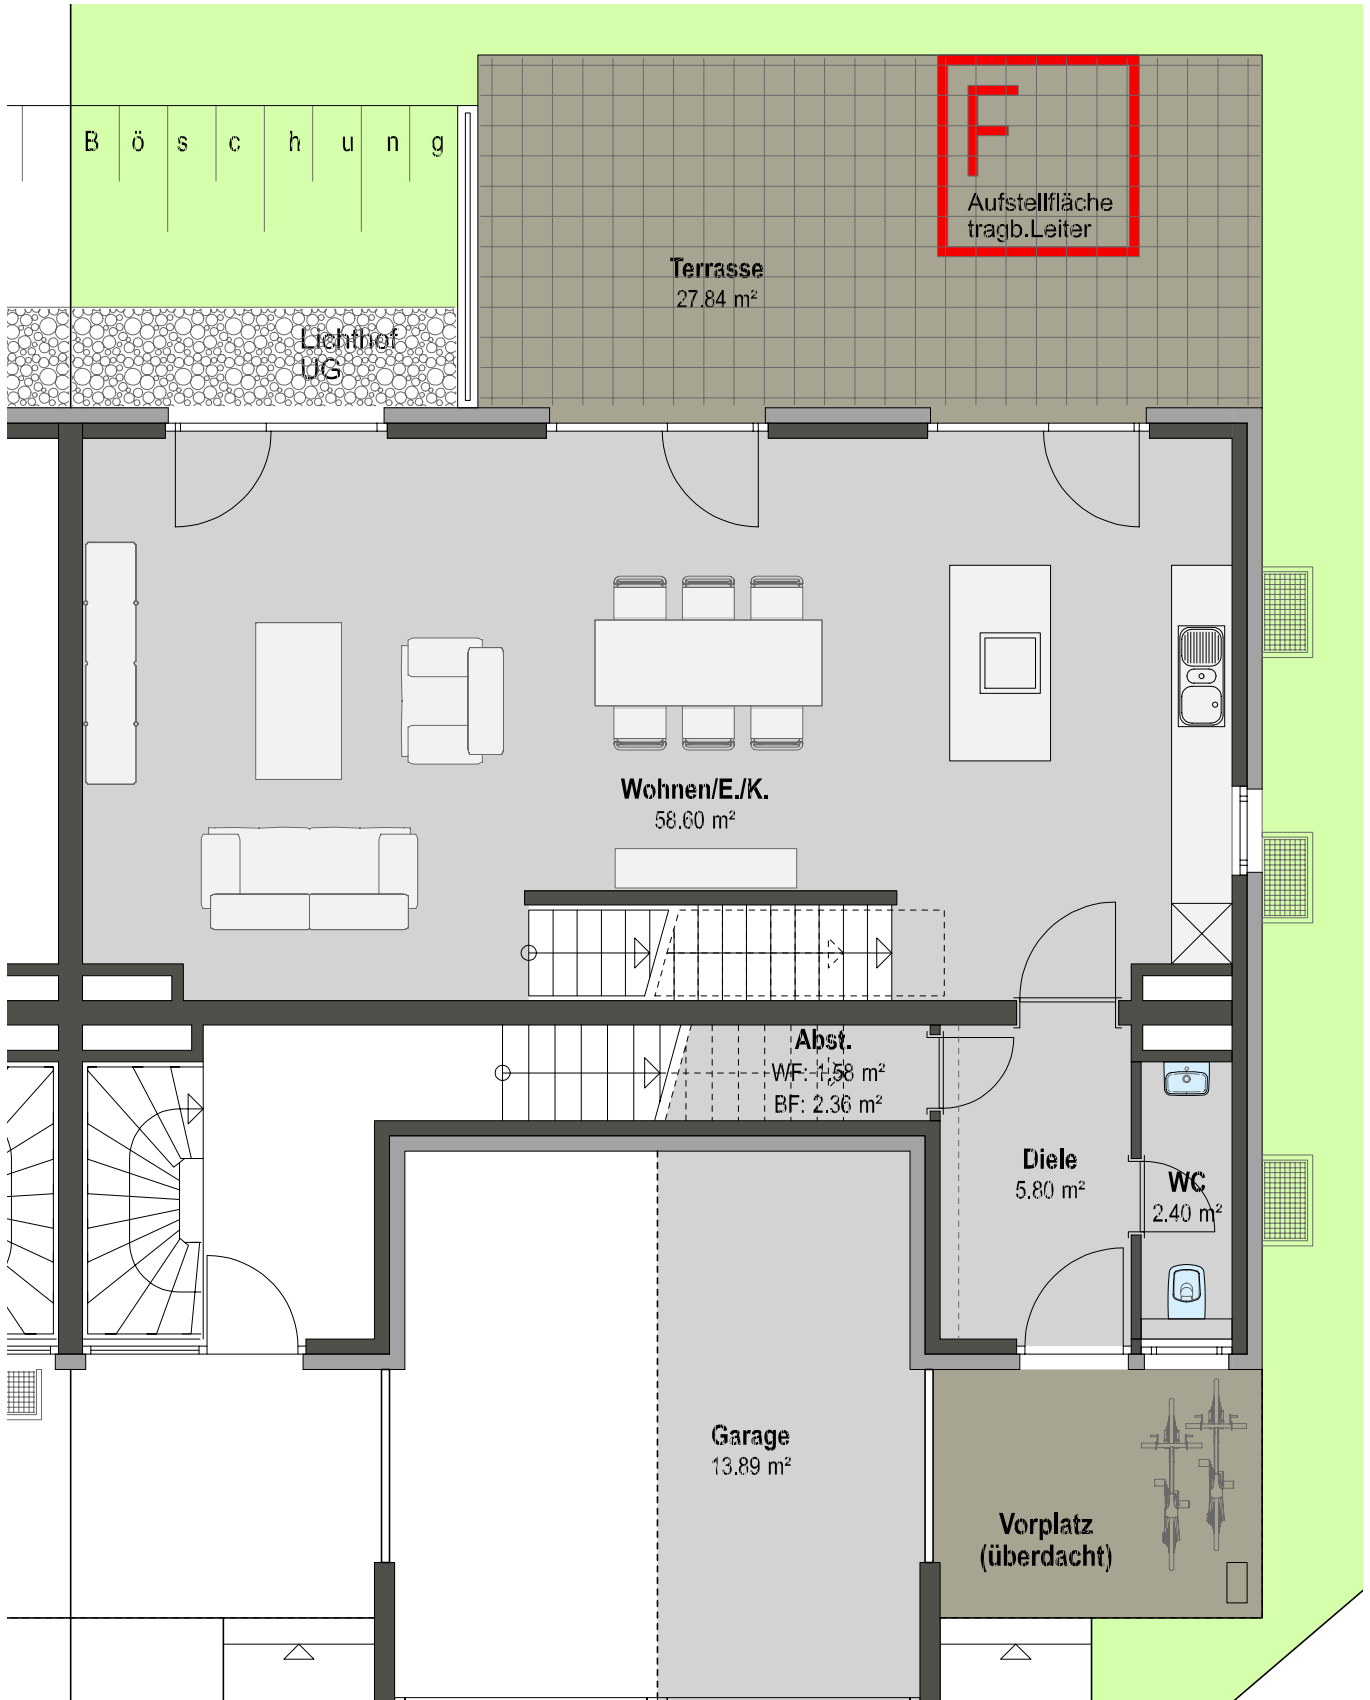 F
Aufstellfläche
tragb.Leiter
Böschung
Terrasse
27.84 m²
Lichthof
UG
Wohnen/E./K.
58.60 m²
Abst.
WF: 1.58 m²
BF: 2.36 m²
Diele
5.80 m²
WC
2.40 m²
Garage
13.89 m²
Vorplatz
(überdacht)